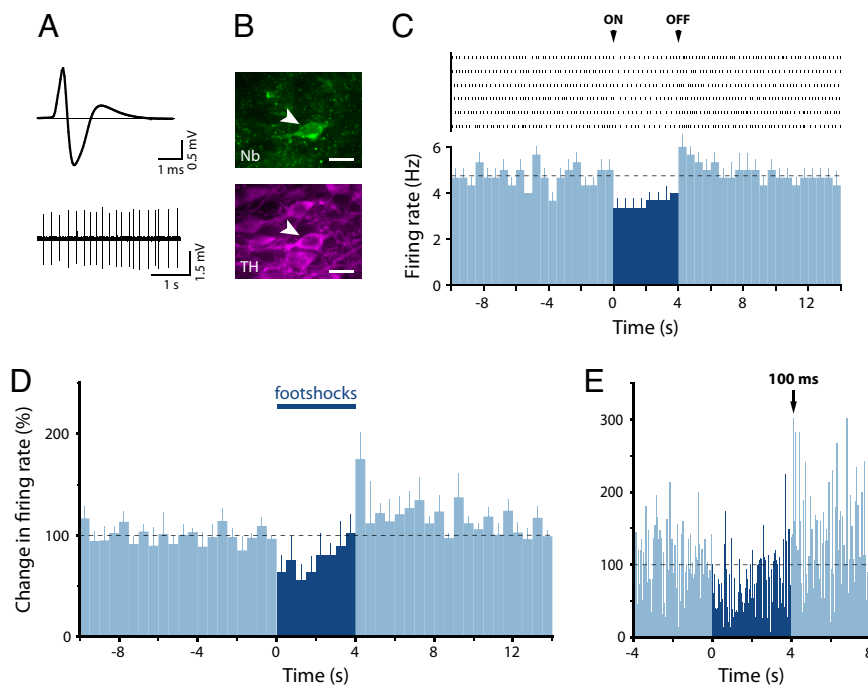 A
0.5 mV
1 ms
1.5 mV
1 s
B
Nb
TH
C
ON OFF
Firing rate (Hz)
6
4
2
0
-8 -4 0 4 8 12
Time (s)
D
footshocks
Change in firing rate (%)
200
100
0
-8 -4 0 4 8 12
Time (s)
E
100 ms
300
200
100
0
-4 0 4 8
Time (s)